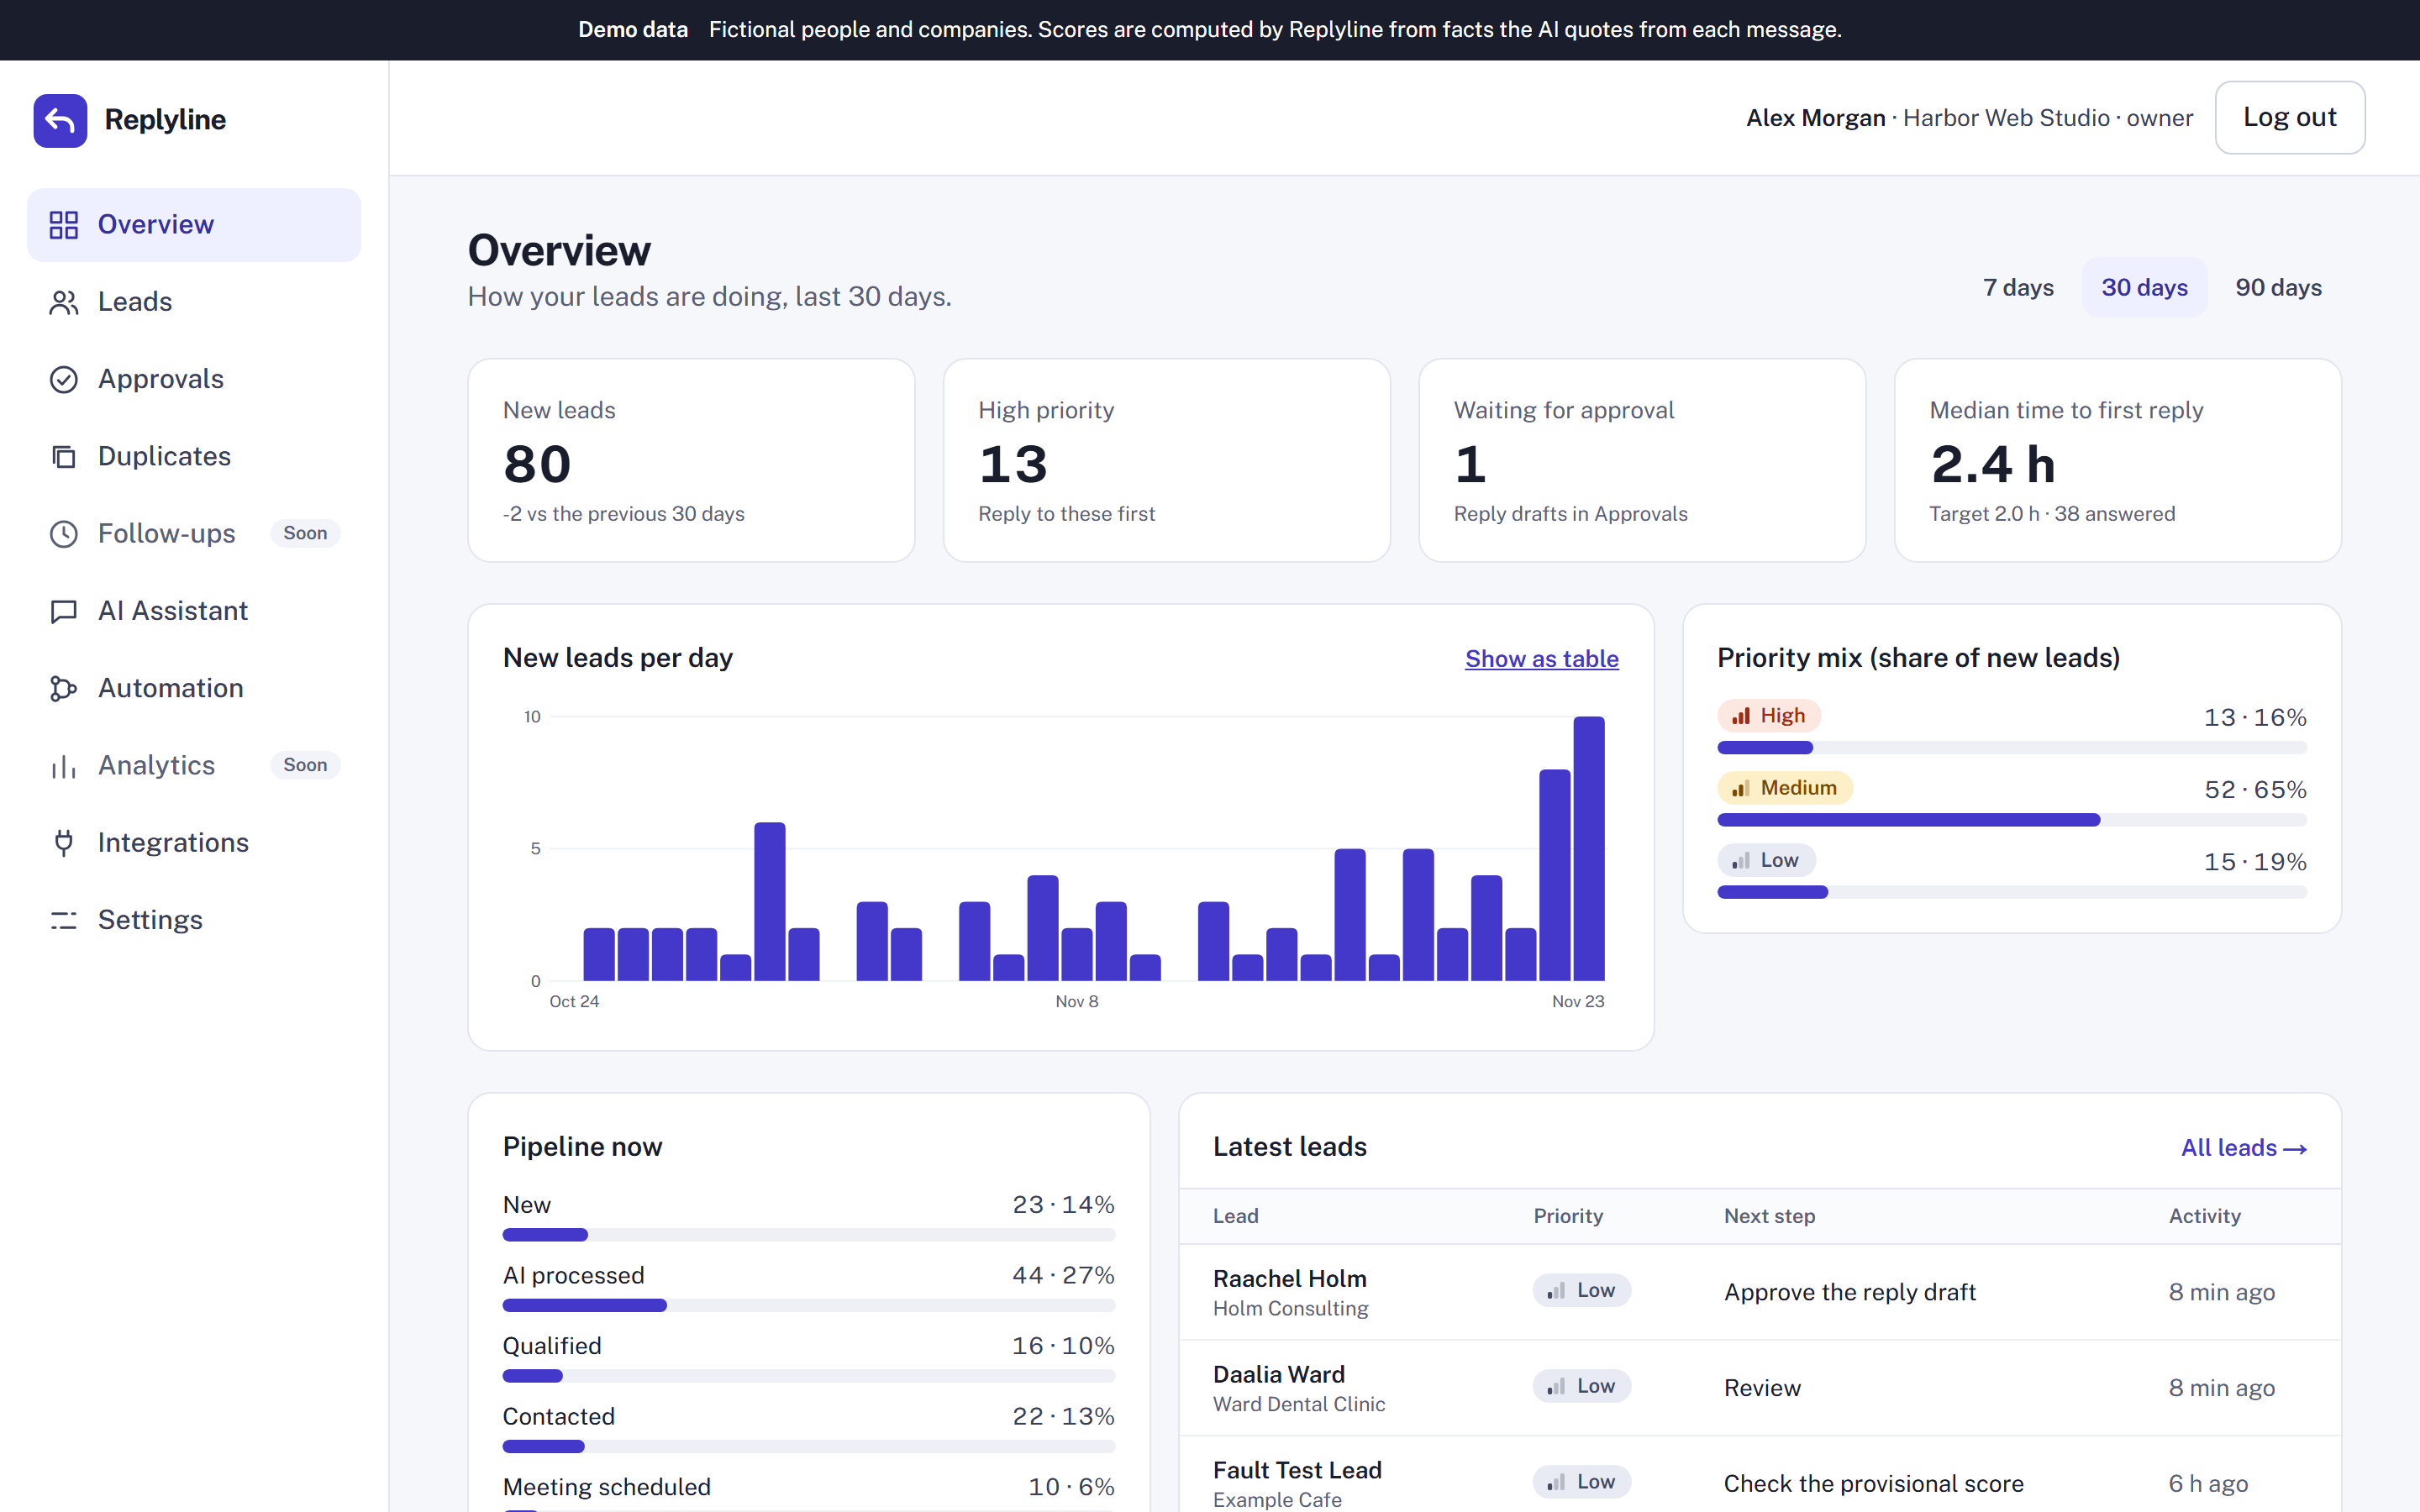 Demo data Fictional people and companies. Scores are computed by Replyline from facts the AI quotes from each message.
Replyline
Alex Morgan · Harbor Web Studio · owner
Log out
Overview
Leads
Approvals
Duplicates
Follow-ups Soon
AI Assistant
Automation
Analytics Soon
Integrations
Settings
Overview
How your leads are doing, last 30 days.
7 days 30 days 90 days
New leads
80
-2 vs the previous 30 days
High priority
13
Reply to these first
Waiting for approval
1
Reply drafts in Approvals
Median time to first reply
2.4 h
Target 2.0 h · 38 answered
New leads per day Show as table
10
5
0
Oct 24 Nov 8 Nov 23
Priority mix (share of new leads)
High 13 · 16%
Medium 52 · 65%
Low 15 · 19%
Pipeline now
New 23 · 14%
AI processed 44 · 27%
Qualified 16 · 10%
Contacted 22 · 13%
Meeting scheduled 10 · 6%
Latest leads All leads →
Lead Priority Next step Activity
Raachel Holm
Holm Consulting
Low Approve the reply draft 8 min ago
Daalia Ward
Ward Dental Clinic
Low Review 8 min ago
Fault Test Lead
Example Cafe
Low Check the provisional score 6 h ago